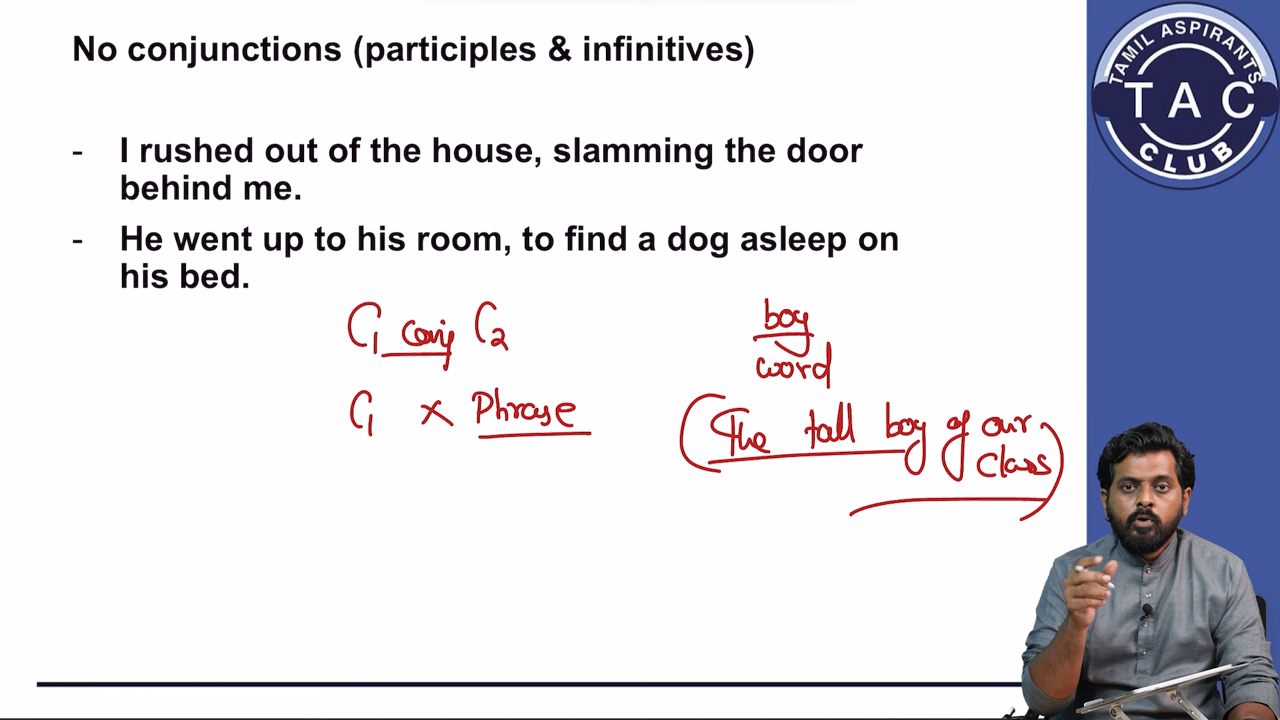 No conjunctions (participles & infinitives)
- I rushed out of the house, slamming the door
behind me.
- He went up to his room, to find a dog asleep on
his bed.
C1 conj C2
C1 x Phrase
boy
word
(The tall boy of our
class)
TAMIL ASPIRANTS
TAC
CLUB